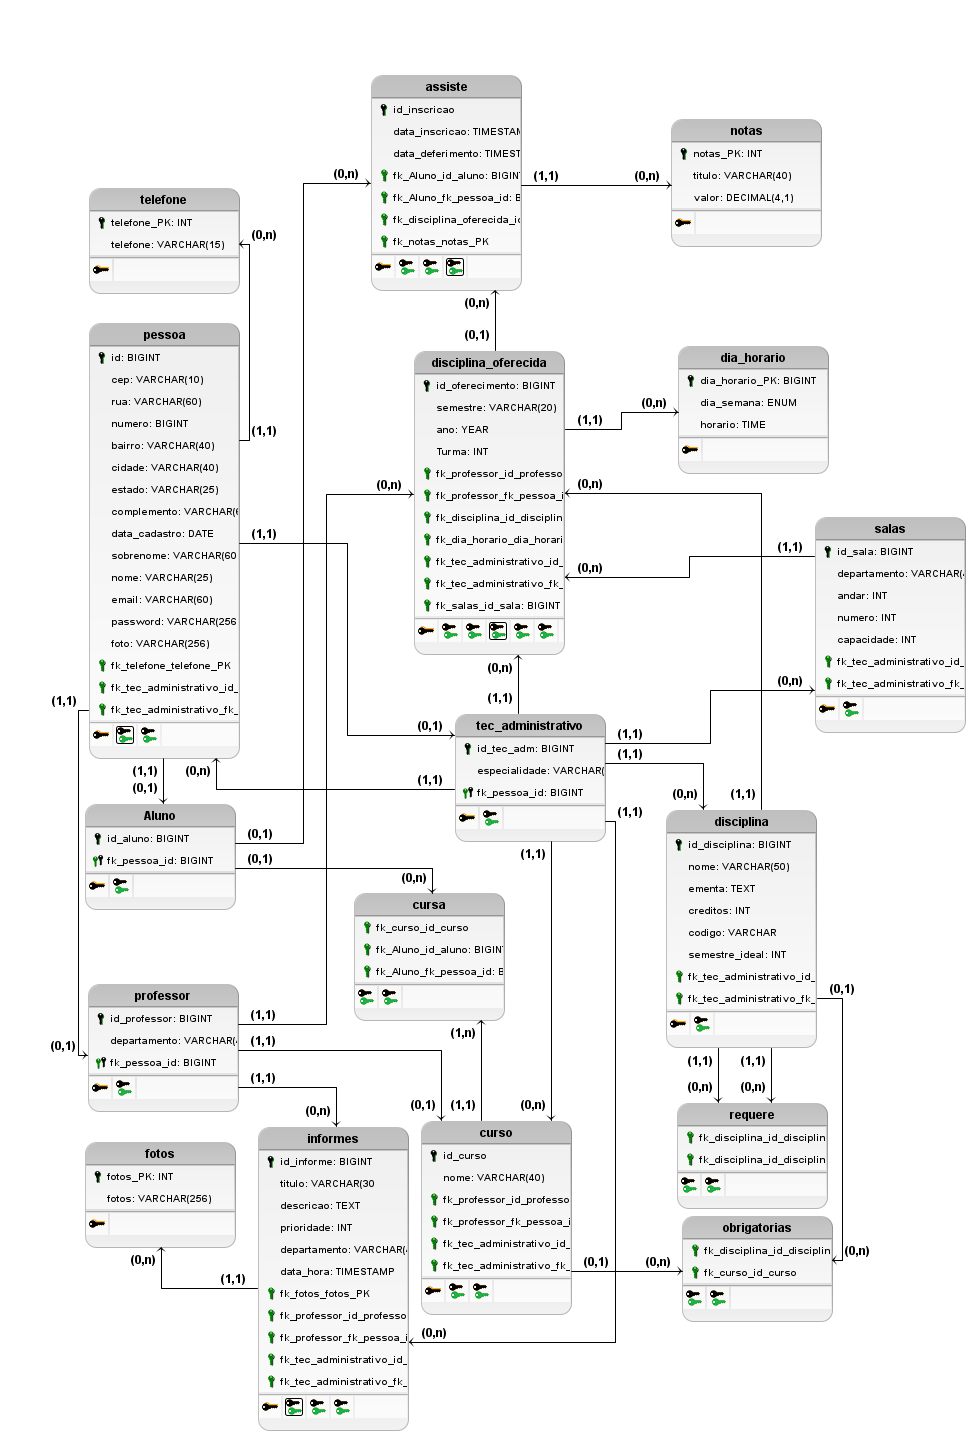 assiste
id_inscricao
data_inscricao: TIMESTAM
data_deferimento: TIMEST
fk_Aluno_id_aluno: BIGIN
fk_Aluno_fk_pessoa_id: B
fk_disciplina_oferecida_id
fk_notas_notas_PK
(0,n)
(1,1)
(0,n)
notas
notas_PK: INT
titulo: VARCHAR(40)
valor: DECIMAL(4,1)
telefone
telefone_PK: INT
telefone: VARCHAR(15)
(0,n)
(1,1)
pessoa
id: BIGINT
cep: VARCHAR(10)
rua: VARCHAR(60)
numero: BIGINT
bairro: VARCHAR(40)
cidade: VARCHAR(40)
estado: VARCHAR(25)
complemento: VARCHAR(6
data_cadastro: DATE
sobrenome: VARCHAR(60
nome: VARCHAR(25)
email: VARCHAR(60)
password: VARCHAR(256
foto: VARCHAR(256)
fk_telefone_telefone_PK
fk_tec_administrativo_id_
fk_tec_administrativo_fk_
(1,1)
(1,1)
(0,n)
(0,1)
(0,n)
disciplina_oferecida
id_oferecimento: BIGINT
semestre: VARCHAR(20)
ano: YEAR
Turma: INT
fk_professor_id_professo
fk_professor_fk_pessoa_i
fk_disciplina_id_disciplin
fk_dia_horario_dia_horari
fk_tec_administrativo_id_
fk_tec_administrativo_fk_
fk_salas_id_sala: BIGINT
(1,1)
(0,n)
dia_horario
dia_horario_PK: BIGINT
dia_semana: ENUM
horario: TIME
(0,n)
(1,1)
(0,n)
salas
id_sala: BIGINT
departamento: VARCHAR(4
andar: INT
numero: INT
capacidade: INT
fk_tec_administrativo_id_
fk_tec_administrativo_fk_
(0,n)
(0,n)
(1,1)
(0,1)
tec_administrativo
id_tec_adm: BIGINT
especialidade: VARCHAR(
fk_pessoa_id: BIGINT
(1,1)
(1,1)
(1,1)
(1,1)
(1,1)
(1,1)
(0,1)
(0,n)
Aluno
id_aluno: BIGINT
fk_pessoa_id: BIGINT
(0,1)
(0,1)
(0,n)
cursa
fk_curso_id_curso
fk_Aluno_id_aluno: BIGIN
fk_Aluno_fk_pessoa_id: B
(1,n)
(1,1)
(0,n)
(1,1)
disciplina
id_disciplina: BIGINT
nome: VARCHAR(50)
ementa: TEXT
creditos: INT
codigo: VARCHAR
semestre_ideal: INT
fk_tec_administrativo_id_
fk_tec_administrativo_fk_
(0,1)
(1,1)
(1,1)
(0,n)
(0,n)
professor
id_professor: BIGINT
departamento: VARCHAR(4
fk_pessoa_id: BIGINT
(0,1)
(1,1)
(1,1)
(1,1)
(0,n)
(0,1)
(0,n)
requere
fk_disciplina_id_disciplin
fk_disciplina_id_disciplin
fotos
fotos_PK: INT
fotos: VARCHAR(256)
(0,n)
(1,1)
informes
id_informe: BIGINT
titulo: VARCHAR(30
descricao: TEXT
prioridade: INT
departamento: VARCHAR(4
data_hora: TIMESTAMP
fk_fotos_fotos_PK
fk_professor_id_professo
fk_professor_fk_pessoa_i
fk_tec_administrativo_id_
fk_tec_administrativo_fk_
(0,n)
curso
id_curso
nome: VARCHAR(40)
fk_professor_id_professo
fk_professor_fk_pessoa_i
fk_tec_administrativo_id_
fk_tec_administrativo_fk_
(0,1)
(0,n)
obrigatorias
fk_disciplina_id_disciplin
fk_curso_id_curso
(0,n)